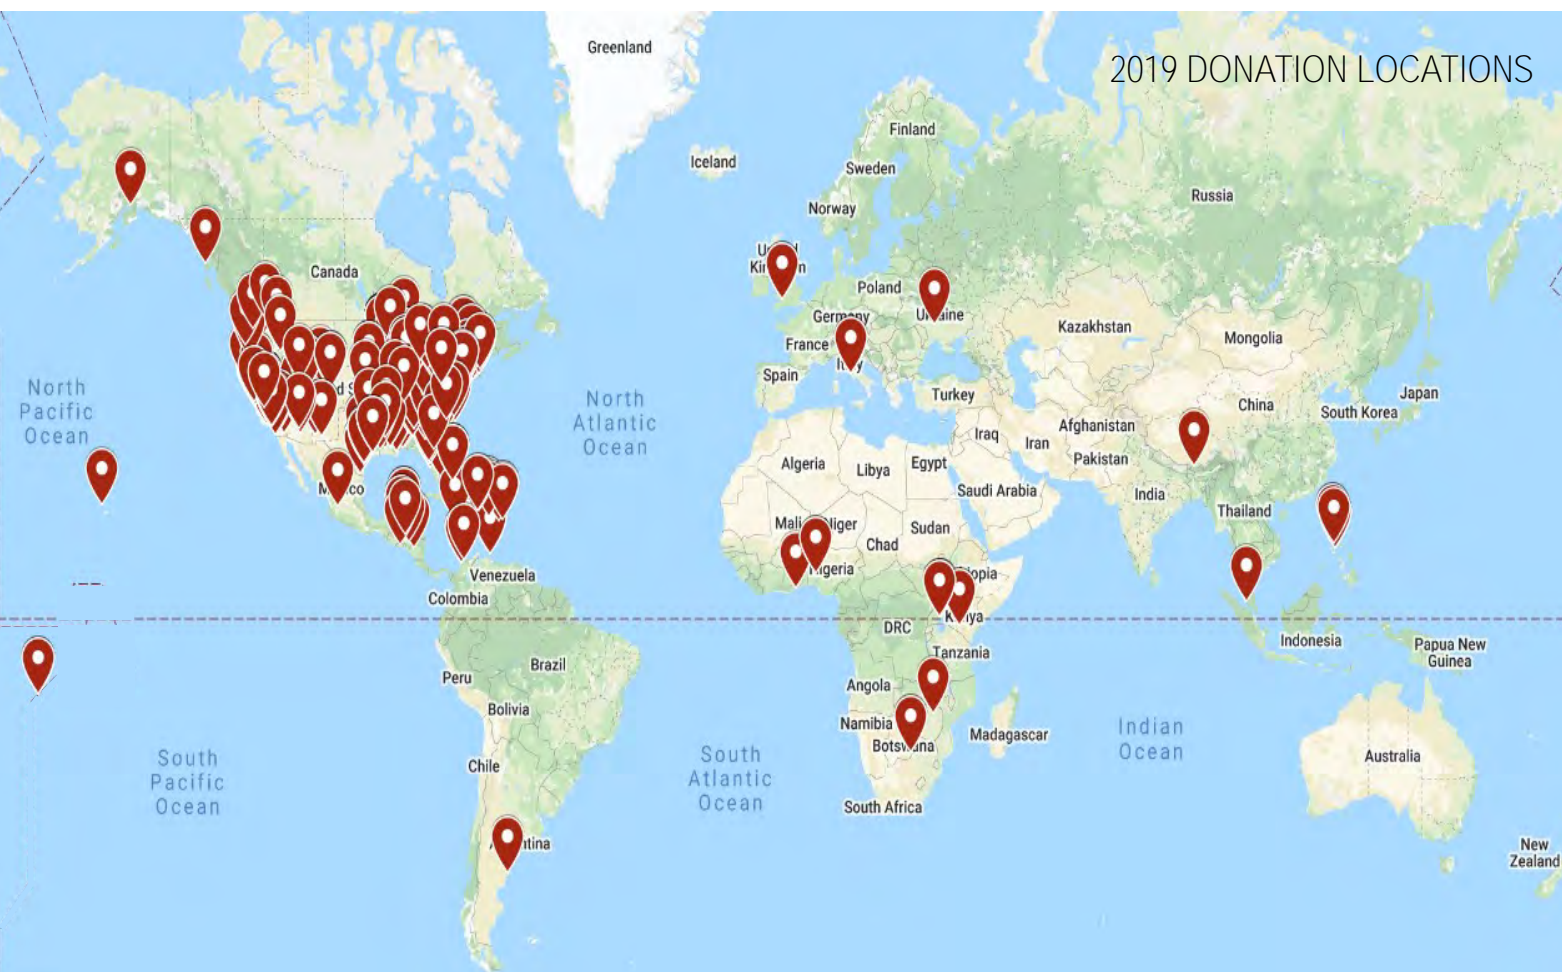 Greenland
2019 DONATION LOCATIONS
Finland
Iceland
Sweden
Russia
Norway
Canada
Poland
Germany
Kazakhstan
Mongolia
France
Spain
North
Pacific
Ocean
North
Atlantic
Ocean
Turkey
Japan
China
South Korea
Afghanistan
Iraq
Iran
Pakistan
Algeria
Libya
Egypt
Saudi Arabia
India
Thailand
Mali
Niger
Sudan
Chad
Venezuela
Colombia
DRC
Tanzania
Indonesia
Papua New
Guinea
Brazil
Peru
Angola
Bolivia
Namibia
Madagascar
Indian
Ocean
South
Pacific
Ocean
South
Atlantic
Ocean
Chile
Australia
South Africa
New
Zealand